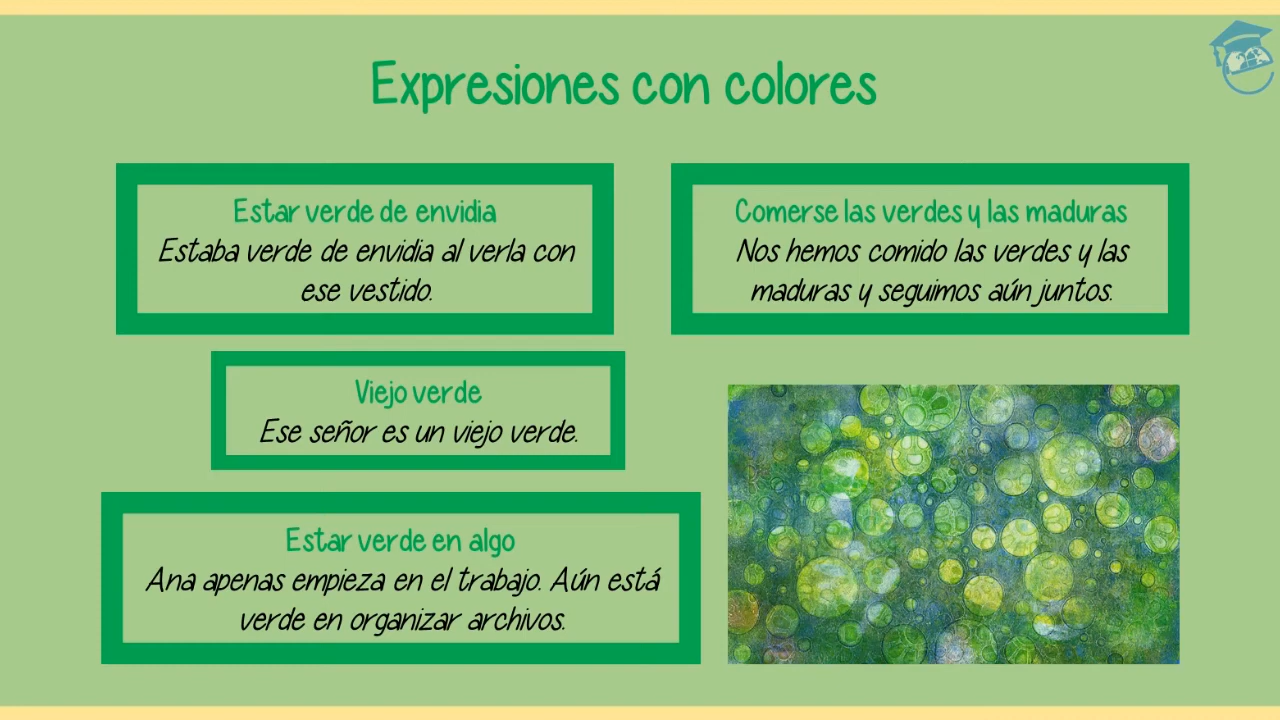 Expresiones con colores
Estar verde de envidia
Estaba verde de envidia al verla con
ese vestido.
Comerse las verdes y las maduras
Nos hemos comido las verdes y las
maduras y seguimos aún juntos.
Viejo verde
Ese señor es un viejo verde.
Estar verde en algo
Ana apenas empieza en el trabajo. Aún está
verde en organizar archivos.